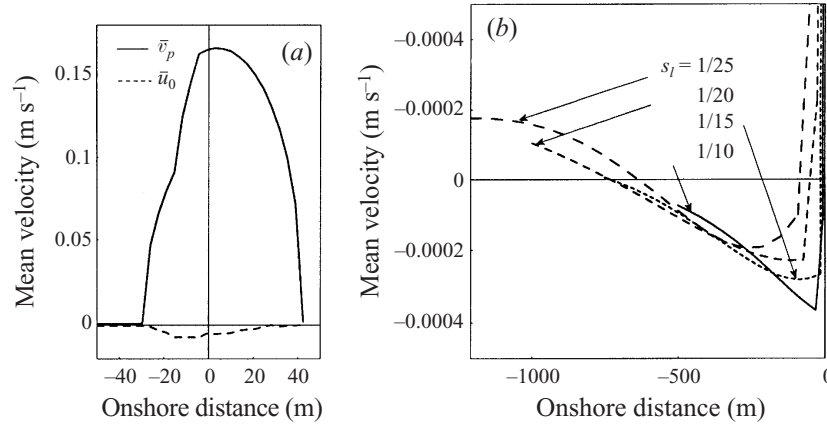 (a)
v̄ₚ
ū₀
0.15
0.1
0.05
0
Mean velocity (m s⁻¹)
−40 −20 0 20 40
Onshore distance (m)
(b)
−0.0004
−0.0002
0
−0.0002
−0.0004
Mean velocity (m s⁻¹)
sₗ = 1/25
1/20
1/15
1/10
−1000 −500 0
Onshore distance (m)